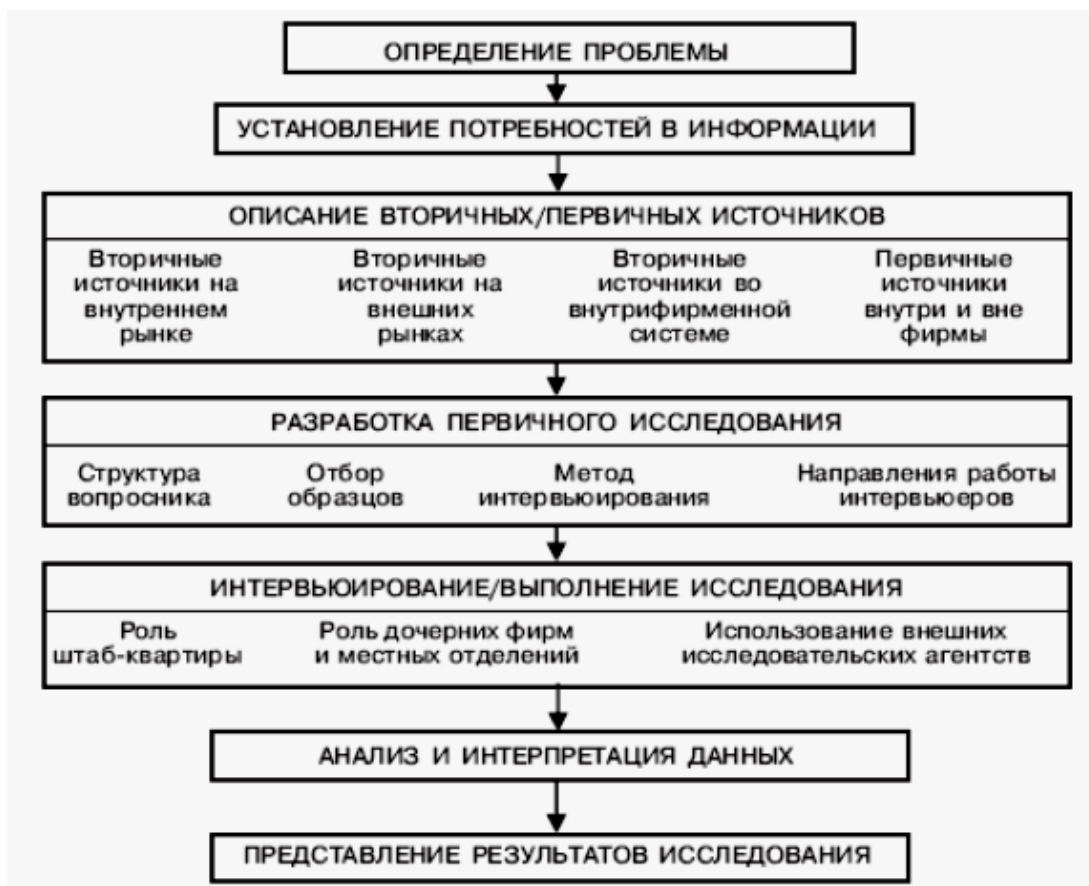 ОПРЕДЕЛЕНИЕ ПРОБЛЕМЫ
УСТАНОВЛЕНИЕ ПОТРЕБНОСТЕЙ В ИНФОРМАЦИИ
ОПИСАНИЕ ВТОРИЧНЫХ/ПЕРВИЧНЫХ ИСТОЧНИКОВ
Вторичные
источники на
внутреннем
рынке
Вторичные
источники на
внешних
рынках
Вторичные
источники во
внутрифирменной
системе
Первичные
источники
внутри и вне
фирмы
РАЗРАБОТКА ПЕРВИЧНОГО ИССЛЕДОВАНИЯ
Структура
вопросника
Отбор
образцов
Метод
интервьюирования
Направления работы
интервьюеров
ИНТЕРВЬЮИРОВАНИЕ/ВЫПОЛНЕНИЕ ИССЛЕДОВАНИЯ
Роль
штаб-квартиры
Роль дочерних фирм
и местных отделений
Использование внешних
исследовательских агентств
АНАЛИЗ И ИНТЕРПРЕТАЦИЯ ДАННЫХ
ПРЕДСТАВЛЕНИЕ РЕЗУЛЬТАТОВ ИССЛЕДОВАНИЯ